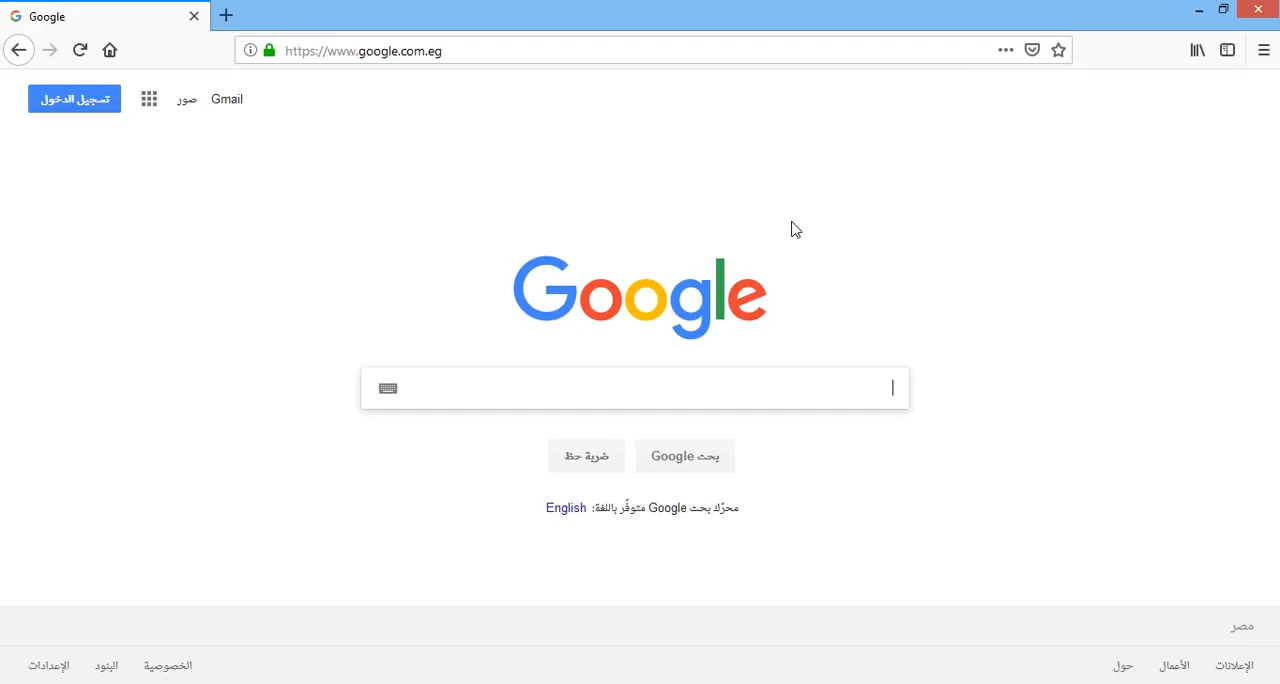 Google
https://www.google.com.eg
تسجيل الدخول
صور
Gmail
Google
بحث Google
ضربة حظ
محرّك بحث Google متوفّر باللغة: English
مصر
الإعلانات
الأعمال
حول
الخصوصية
البنود
الإعدادات